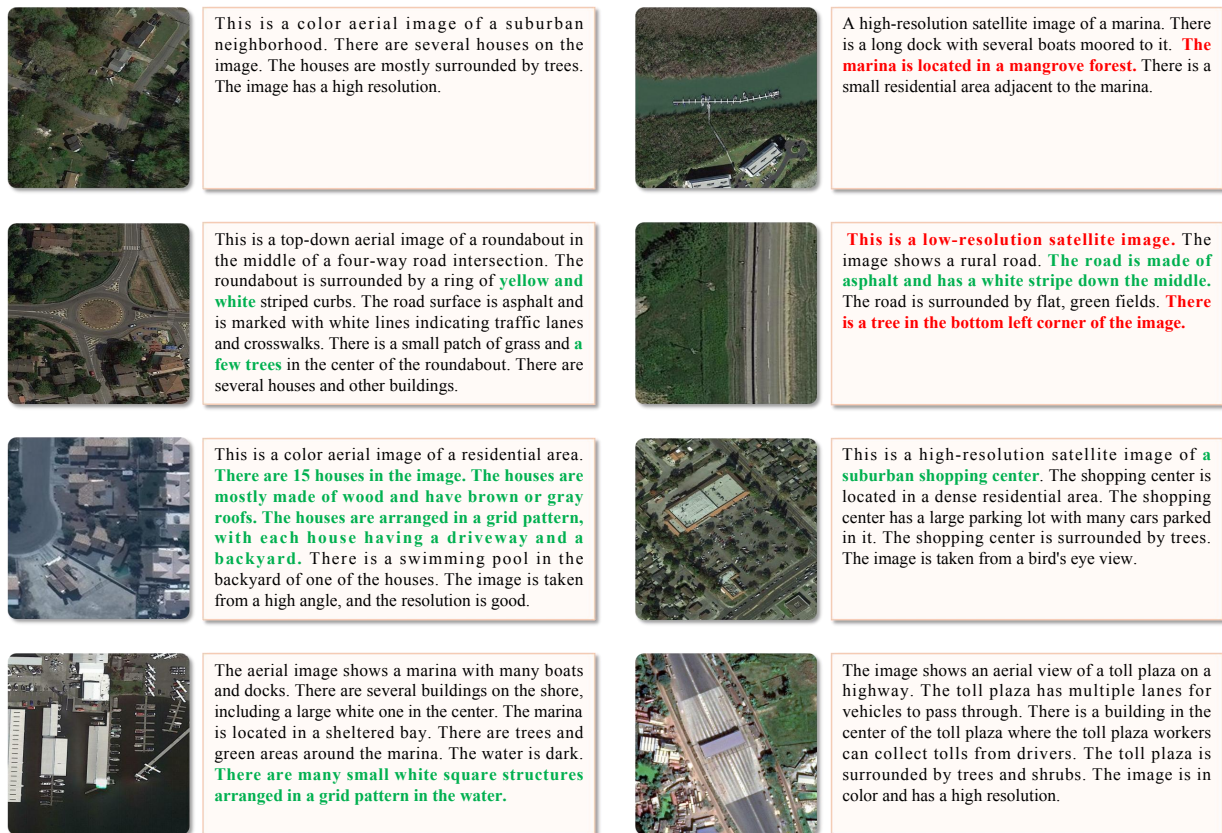 This is a color aerial image of a suburban
neighborhood. There are several houses on the
image. The houses are mostly surrounded by trees.
The image has a high resolution.
A high-resolution satellite image of a marina. There
is a long dock with several boats moored to it. The
marina is located in a mangrove forest. There is a
small residential area adjacent to the marina.
This is a top-down aerial image of a roundabout in
the middle of a four-way road intersection. The
roundabout is surrounded by a ring of yellow and
white striped curbs. The road surface is asphalt and
is marked with white lines indicating traffic lanes
and crosswalks. There is a small patch of grass and a
few trees in the center of the roundabout. There are
several houses and other buildings.
This is a low-resolution satellite image. The
image shows a rural road. The road is made of
asphalt and has a white stripe down the middle.
The road is surrounded by flat, green fields. There
is a tree in the bottom left corner of the image.
This is a color aerial image of a residential area.
There are 15 houses in the image. The houses are
mostly made of wood and have brown or gray
roofs. The houses are arranged in a grid pattern,
with each house having a driveway and a
backyard. There is a swimming pool in the
backyard of one of the houses. The image is taken
from a high angle, and the resolution is good.
This is a high-resolution satellite image of a
suburban shopping center. The shopping center is
located in a dense residential area. The shopping
center has a large parking lot with many cars parked
in it. The shopping center is surrounded by trees.
The image is taken from a bird's eye view.
The aerial image shows a marina with many boats
and docks. There are several buildings on the shore,
including a large white one in the center. The marina
is located in a sheltered bay. There are trees and
green areas around the marina. The water is dark.
There are many small white square structures
arranged in a grid pattern in the water.
The image shows an aerial view of a toll plaza on a
highway. The toll plaza has multiple lanes for
vehicles to pass through. There is a building in the
center of the toll plaza where the toll plaza workers
can collect tolls from drivers. The toll plaza is
surrounded by trees and shrubs. The image is in
color and has a high resolution.